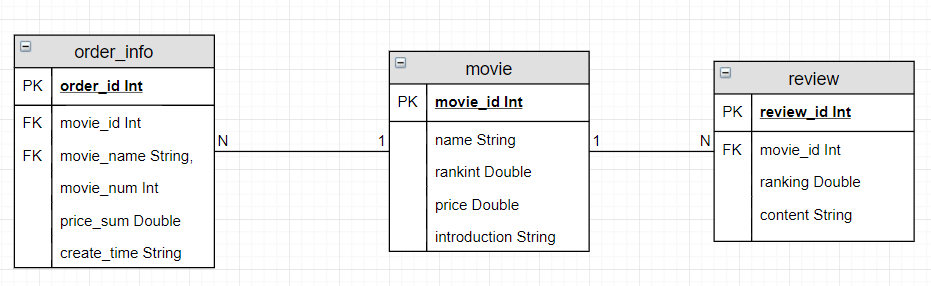 order_info
PK order_id Int
FK movie_id Int
FK movie_name String,
movie_num Int
price_sum Double
create_time String
N 1
movie
PK movie_id Int
name String
rankint Double
price Double
introduction String
1 N
review
PK review_id Int
FK movie_id Int
ranking Double
content String